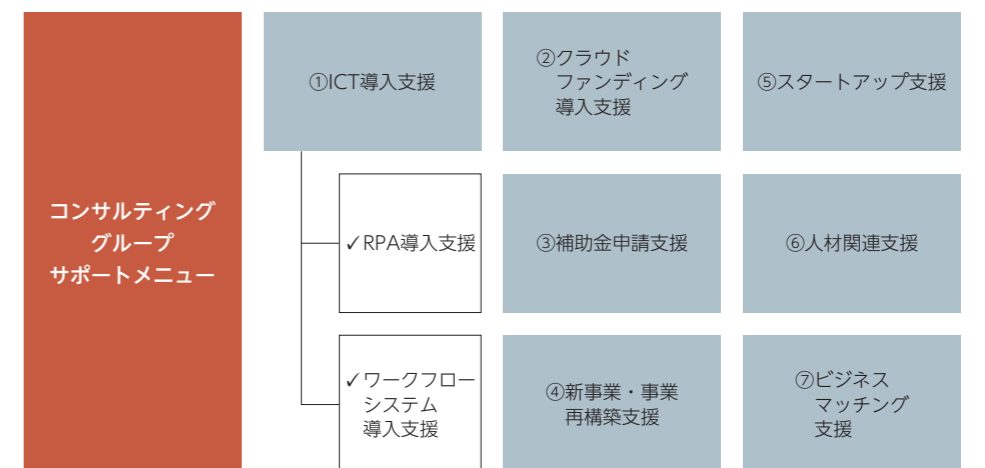 コンサルティング
グループ
サポートメニュー
①ICT導入支援
✓RPA導入支援
✓ワークフロー
システム
導入支援
②クラウド
ファンディング
導入支援
③補助金申請支援
④新事業・事業
再構築支援
⑤スタートアップ支援
⑥人材関連支援
⑦ビジネス
マッチング
支援